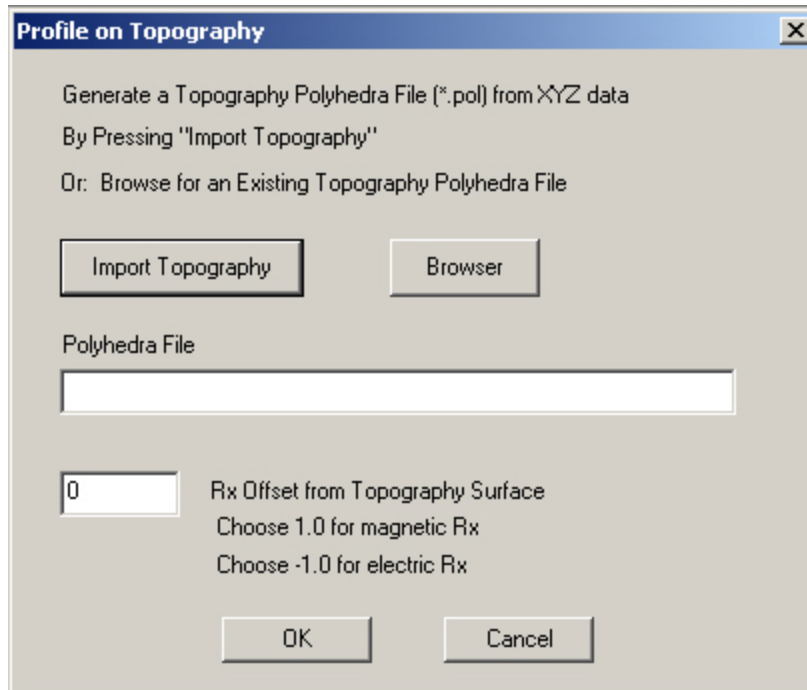 Profile on Topography
Generate a Topography Polyhedra File (*.pol) from XYZ data
By Pressing "Import Topography"
Or: Browse for an Existing Topography Polyhedra File
Import Topography
Browser
Polyhedra File
0
Rx Offset from Topography Surface
Choose 1.0 for magnetic Rx
Choose -1.0 for electric Rx
OK
Cancel